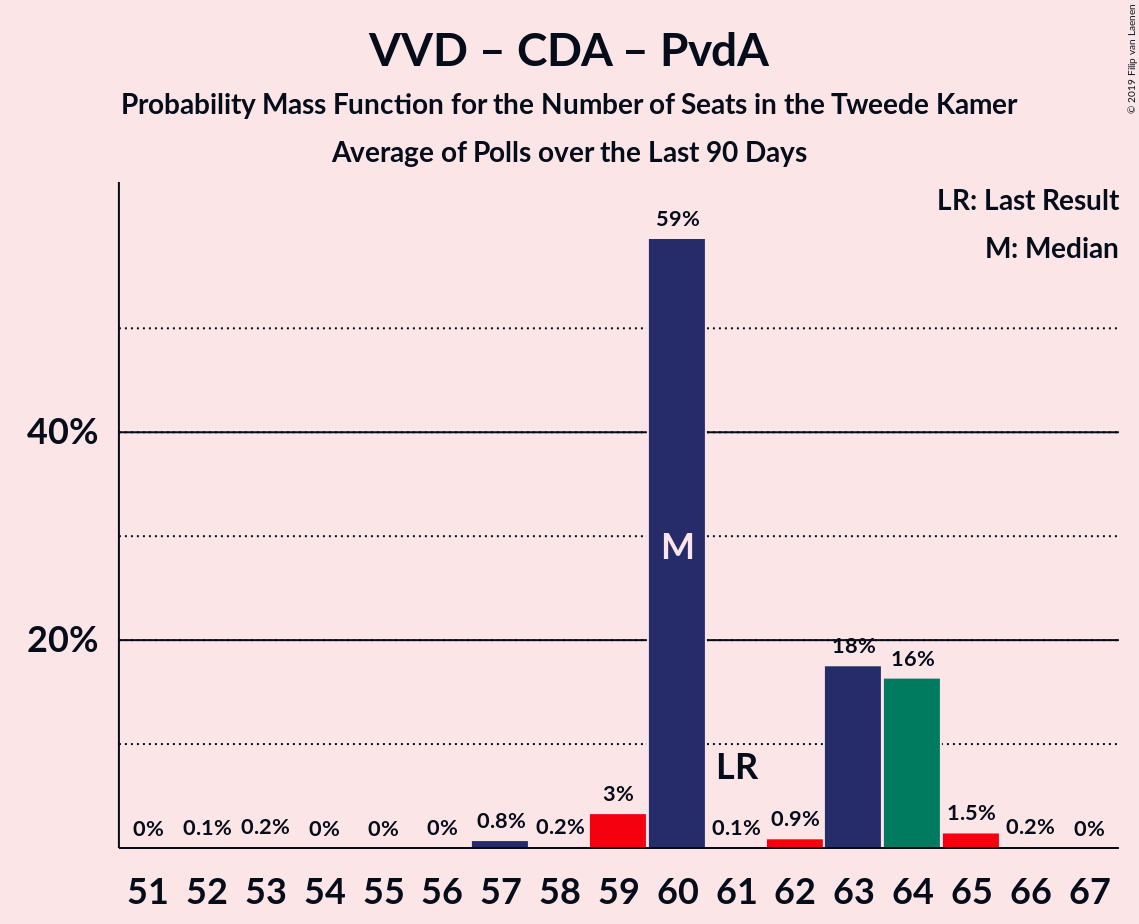 VVD – CDA – PvdA
Probability Mass Function for the Number of Seats in the Tweede Kamer
Average of Polls over the Last 90 Days
© 2019 Filip van Laenen
LR: Last Result
M: Median
59%
40%
M
20%
18%
16%
LR
3%
0%
0.1%
0.2%
0%
0%
0%
0.8%
0.2%
0.1%
0.9%
1.5%
0.2%
0%
51 52 53 54 55 56 57 58 59 60 61 62 63 64 65 66 67